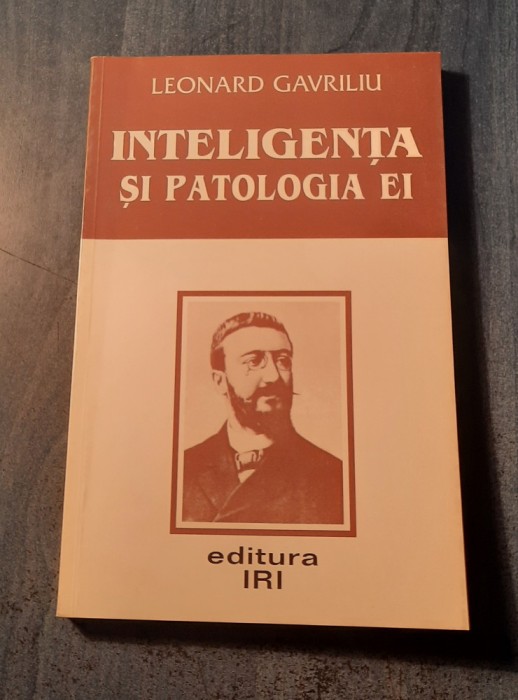 LEONARD GAVRILIU
INTELIGENȚA
ȘI PATOLOGIA EI
editura
IRI